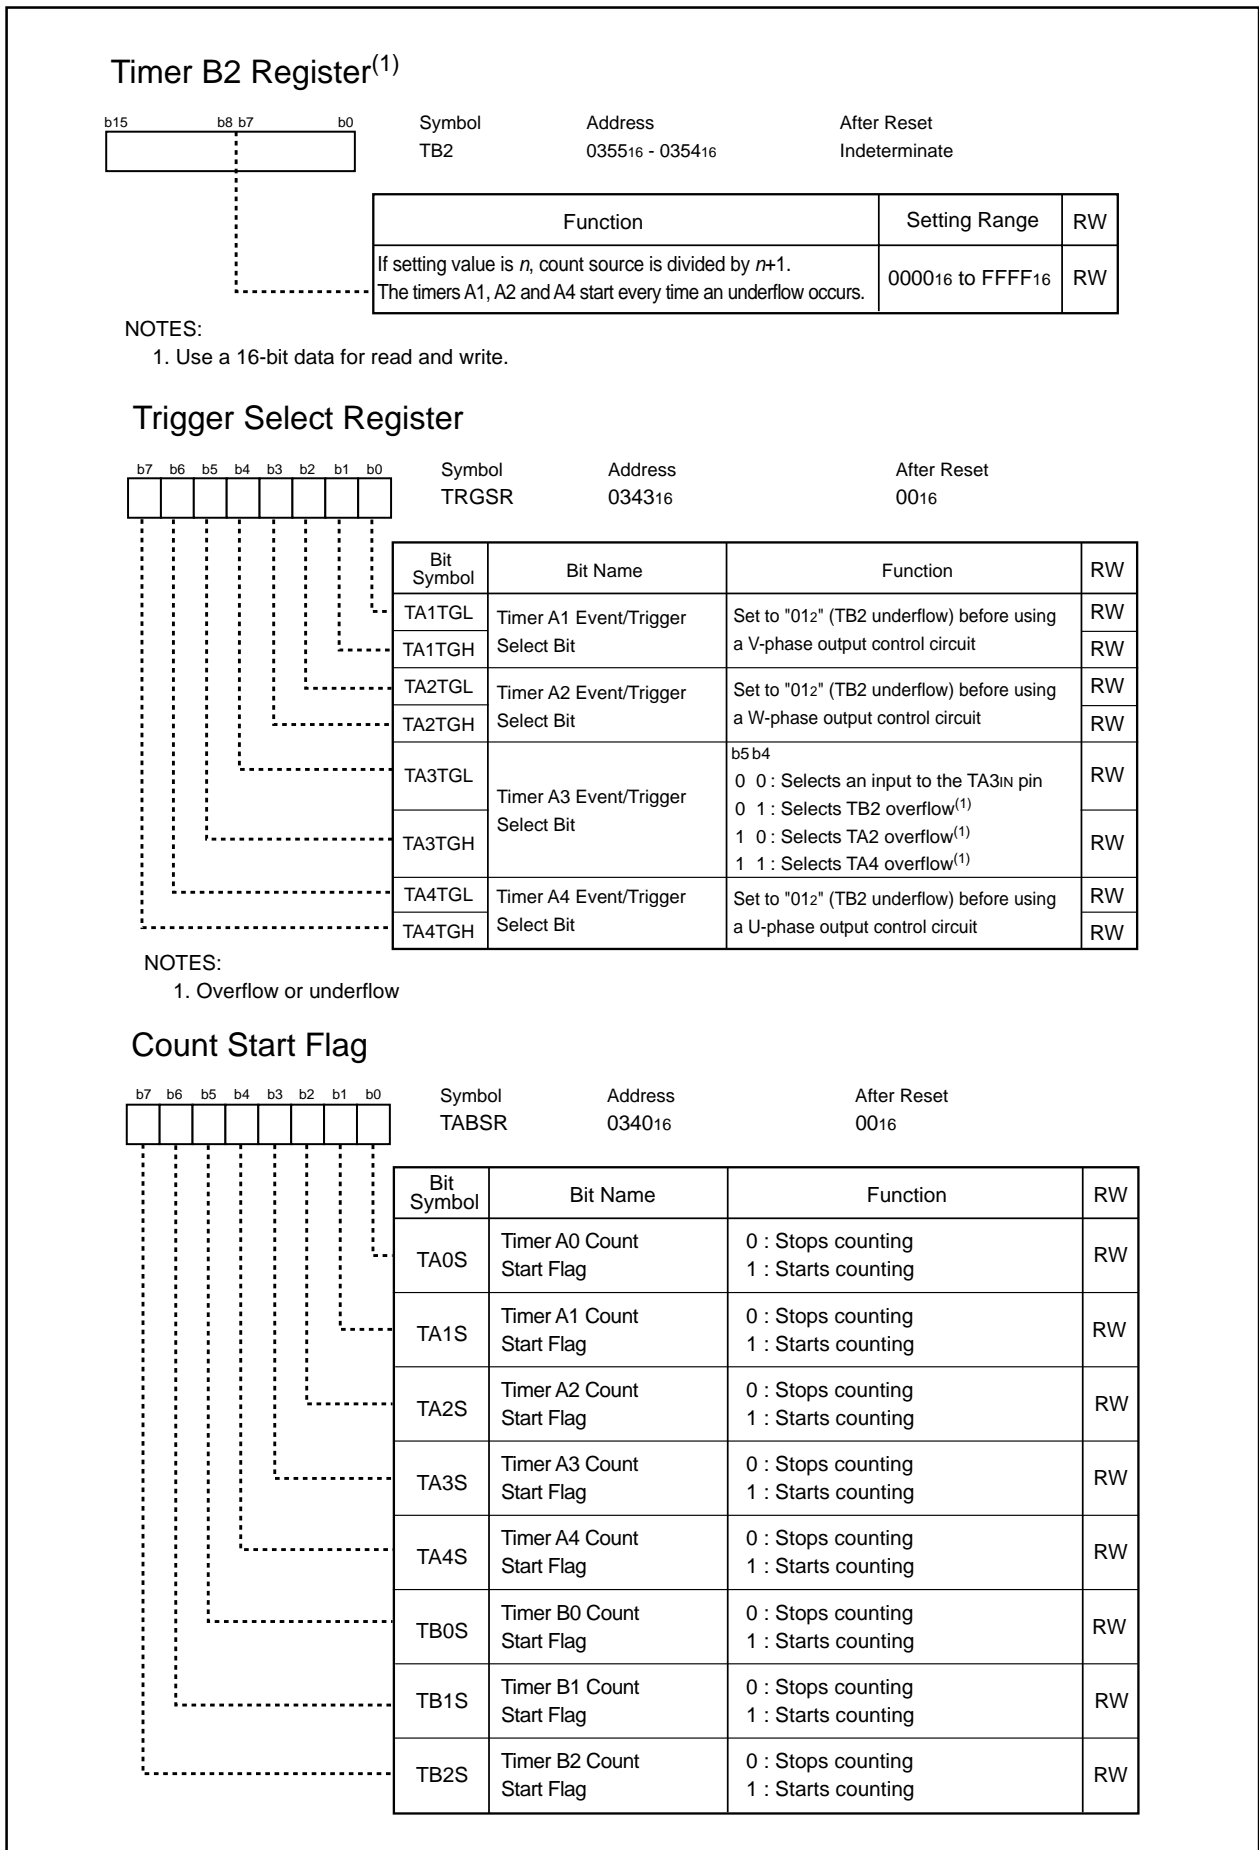 Timer B2 Register(1)
b15 b8 b7 b0
Symbol Address After Reset
TB2 035516 - 035416 Indeterminate
Function Setting Range RW
If setting value is n, count source is divided by n+1.
The timers A1, A2 and A4 start every time an underflow occurs.
000016 to FFFF16 RW
NOTES:
1. Use a 16-bit data for read and write.
Trigger Select Register
b7 b6 b5 b4 b3 b2 b1 b0
Symbol Address After Reset
TRGSR 034316 0016
Bit Symbol Bit Name Function RW
TA1TGL RW
Timer A1 Event/Trigger
Select Bit
Set to "012" (TB2 underflow) before using
a V-phase output control circuit
TA1TGH RW
TA2TGL RW
Timer A2 Event/Trigger
Select Bit
Set to "012" (TB2 underflow) before using
a W-phase output control circuit
TA2TGH RW
TA3TGL RW
Timer A3 Event/Trigger
Select Bit
b5 b4
0 0 : Selects an input to the TA3IN pin
0 1 : Selects TB2 overflow(1)
1 0 : Selects TA2 overflow(1)
1 1 : Selects TA4 overflow(1)
TA3TGH RW
TA4TGL RW
Timer A4 Event/Trigger
Select Bit
Set to "012" (TB2 underflow) before using
a U-phase output control circuit
TA4TGH RW
NOTES:
1. Overflow or underflow
Count Start Flag
b7 b6 b5 b4 b3 b2 b1 b0
Symbol Address After Reset
TABSR 034016 0016
Bit Symbol Bit Name Function RW
TA0S
Timer A0 Count
Start Flag
0 : Stops counting
1 : Starts counting
RW
TA1S
Timer A1 Count
Start Flag
0 : Stops counting
1 : Starts counting
RW
TA2S
Timer A2 Count
Start Flag
0 : Stops counting
1 : Starts counting
RW
TA3S
Timer A3 Count
Start Flag
0 : Stops counting
1 : Starts counting
RW
TA4S
Timer A4 Count
Start Flag
0 : Stops counting
1 : Starts counting
RW
TB0S
Timer B0 Count
Start Flag
0 : Stops counting
1 : Starts counting
RW
TB1S
Timer B1 Count
Start Flag
0 : Stops counting
1 : Starts counting
RW
TB2S
Timer B2 Count
Start Flag
0 : Stops counting
1 : Starts counting
RW